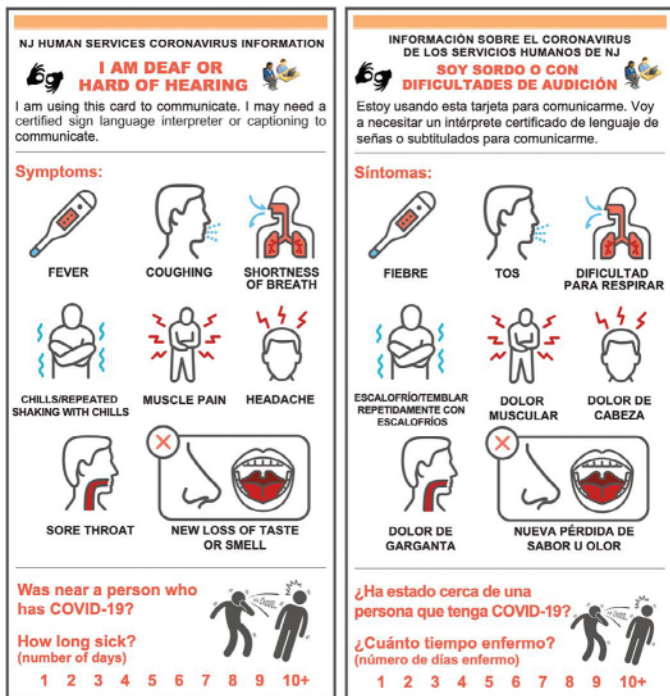 NJ HUMAN SERVICES CORONAVIRUS INFORMATION
I AM DEAF OR
HARD OF HEARING
I am using this card to communicate. I may need a
certified sign language interpreter or captioning to
communicate.
Symptoms:
FEVER
COUGHING
SHORTNESS
OF BREATH
CHILLS/REPEATED
SHAKING WITH CHILLS
MUSCLE PAIN
HEADACHE
SORE THROAT
NEW LOSS OF TASTE
OR SMELL
Was near a person who
has COVID-19?
How long sick?
(number of days)
1 2 3 4 5 6 7 8 9 10+
INFORMACIÓN SOBRE EL CORONAVIRUS
DE LOS SERVICIOS HUMANOS DE NJ
SOY SORDO O CON
DIFICULTADES DE AUDICIÓN
Estoy usando esta tarjeta para comunicarme. Voy
a necesitar un intérprete certificado de lenguaje de
señas o subtitulados para comunicarme.
Síntomas:
FIEBRE
TOS
DIFICULTAD
PARA RESPIRAR
ESCALOFRÍO/TEMBLAR
REPETIDAMENTE CON
ESCALOFRÍOS
DOLOR
MUSCULAR
DOLOR DE
CABEZA
DOLOR DE
GARGANTA
NUEVA PÉRDIDA DE
SABOR U OLOR
¿Ha estado cerca de una
persona que tenga COVID-19?
¿Cuánto tiempo enfermo?
(número de días enfermo)
1 2 3 4 5 6 7 8 9 10+